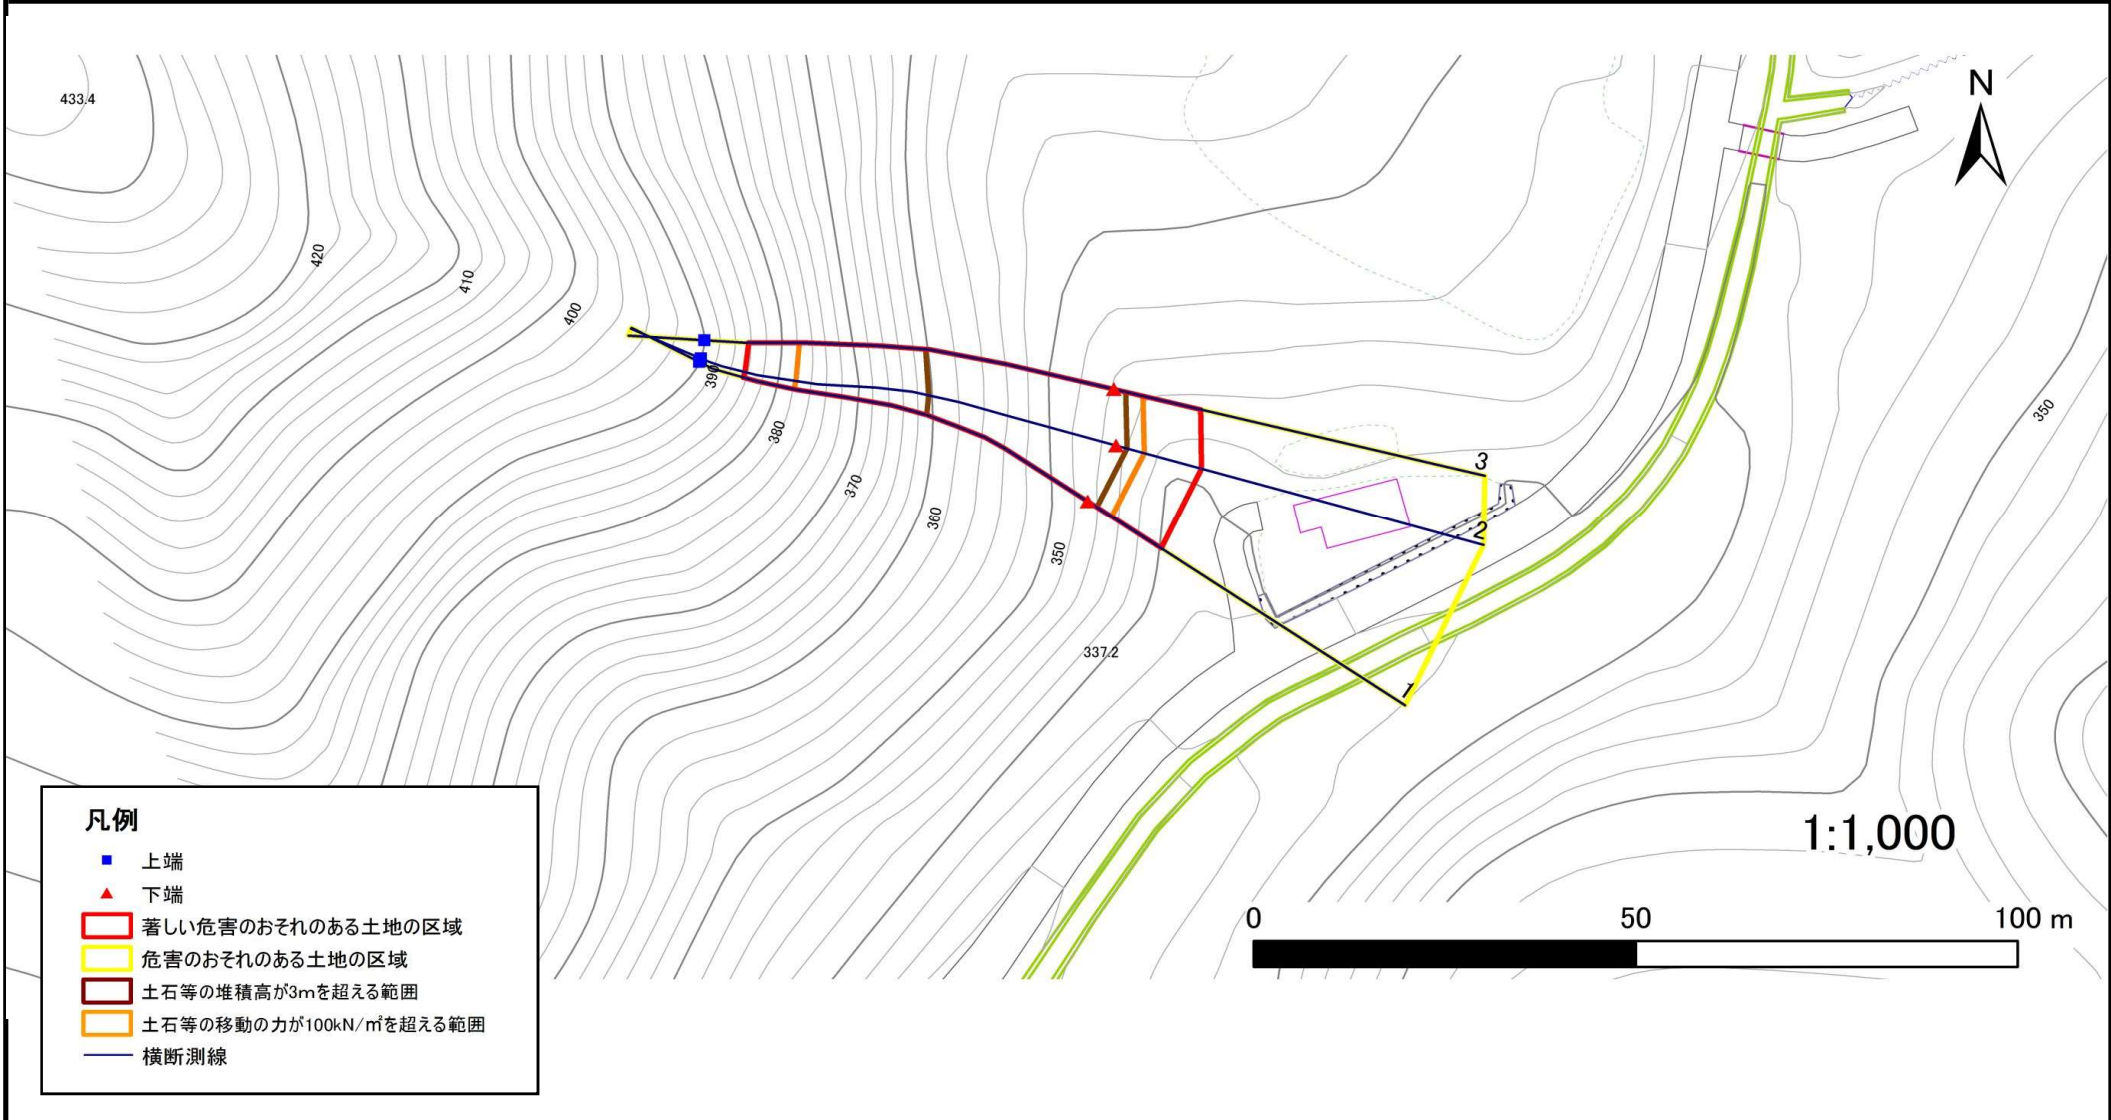 433.4
N
420
410
400
390
380
370
360
350
350
3
2
1
337.2
凡例
上端
下端
著しい危害のおそれのある土地の区域
危害のおそれのある土地の区域
土石等の堆積高が3mを超える範囲
土石等の移動の力が100kN/㎡を超える範囲
横断測線
1:1,000
0 50 100 m